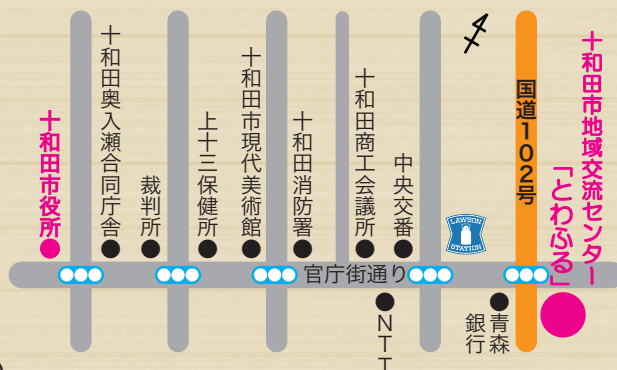 十和田市役所
十和田奥入瀬合同庁舎
裁判所
上十三保健所
十和田市現代美術館
十和田消防署
十和田商工会議所
中央交番
LAWSON
STATION
国道102号
十和田市地域交流センター
「とわふる」
官庁街通り
NTT
青森
銀行